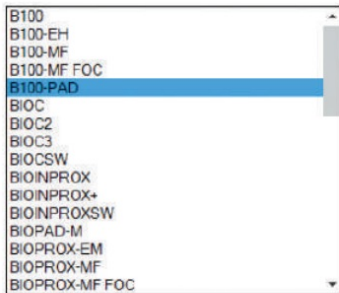 B100
B100-EH
B100-MF
B100-MF FOC
B100-PAD
BIOC
BIOC2
BIOC3
BIOCSW
BIOINPROX
BIOINPROX+
BIOINPROXSW
BIOPAD-M
BIOPROX-EM
BIOPROX-MF
BIOPROX-MF FOC